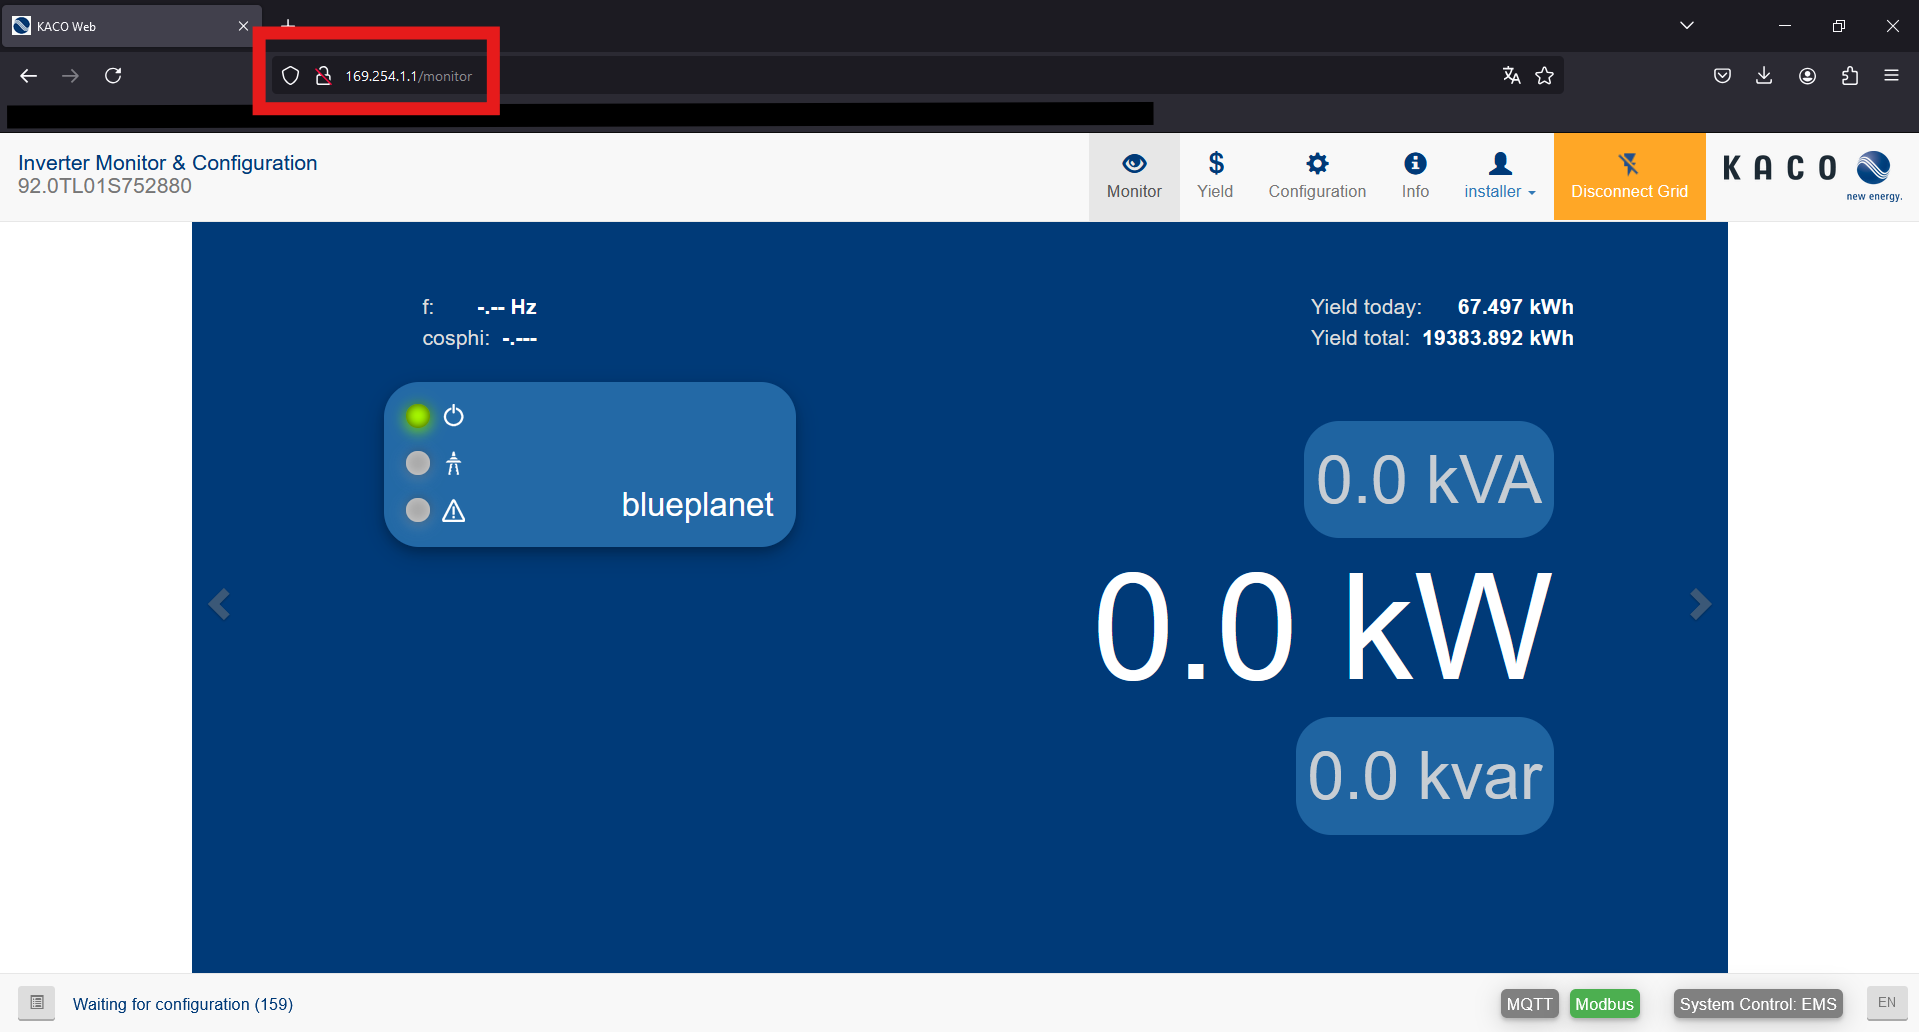 KACO Web
169.254.1.1/monitor
Inverter Monitor & Configuration
92.0TL01S752880
Monitor
Yield
Configuration
Info
installer
Disconnect Grid
KACO
new energy.
f: -.-- Hz
cosphi: -.---
Yield today: 67.497 kWh
Yield total: 19383.892 kWh
blueplanet
0.0 kVA
0.0 kW
0.0 kvar
Waiting for configuration (159)
MQTT
Modbus
System Control: EMS
EN